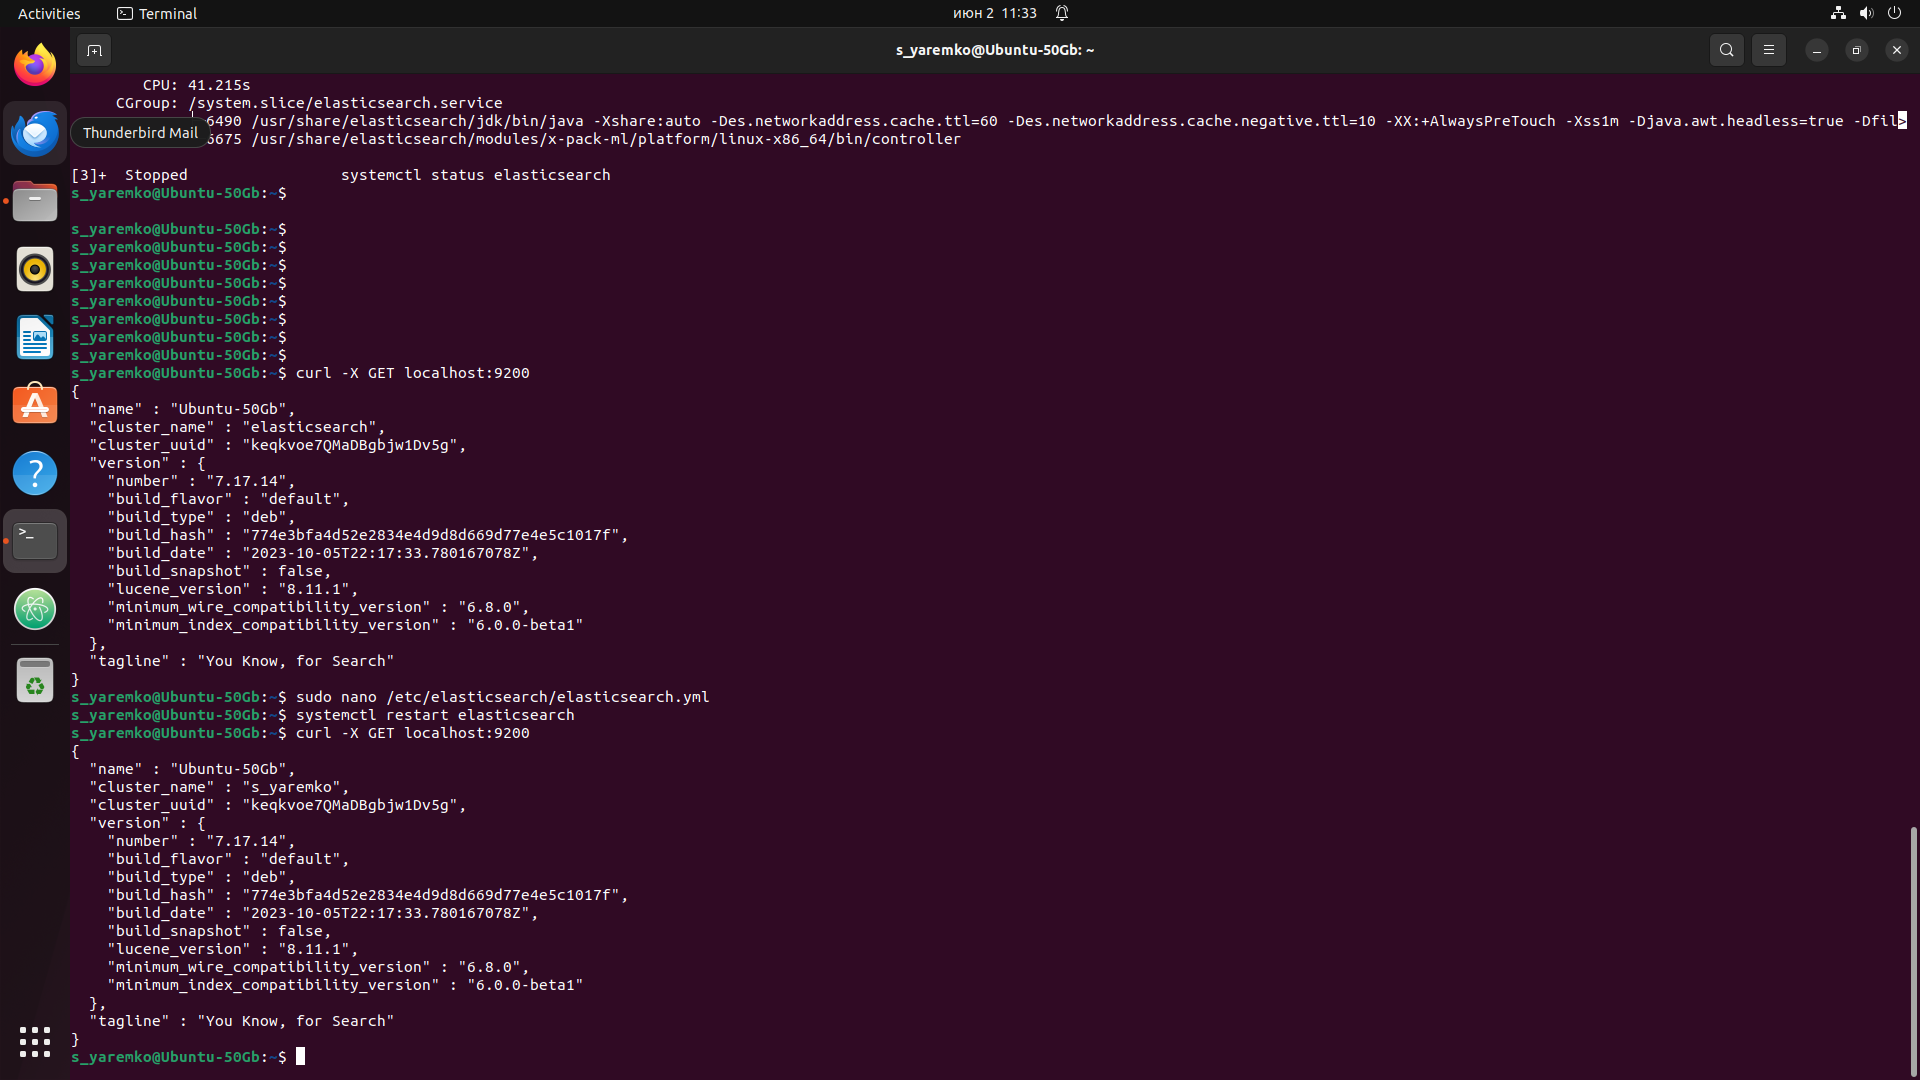 Activities
Terminal
июн 2 11:33
s_yaremko@Ubuntu-50Gb: ~
CPU: 41.215s
CGroup: /system.slice/elasticsearch.service
6490 /usr/share/elasticsearch/jdk/bin/java -Xshare:auto -Des.networkaddress.cache.ttl=60 -Des.networkaddress.cache.negative.ttl=10 -XX:+AlwaysPreTouch -Xss1m -Djava.awt.headless=true -Dfil>
Thunderbird Mail
6675 /usr/share/elasticsearch/modules/x-pack-ml/platform/linux-x86_64/bin/controller
[3]+  Stopped                 systemctl status elasticsearch
s_yaremko@Ubuntu-50Gb:~$
s_yaremko@Ubuntu-50Gb:~$
s_yaremko@Ubuntu-50Gb:~$
s_yaremko@Ubuntu-50Gb:~$
s_yaremko@Ubuntu-50Gb:~$
s_yaremko@Ubuntu-50Gb:~$
s_yaremko@Ubuntu-50Gb:~$
s_yaremko@Ubuntu-50Gb:~$
s_yaremko@Ubuntu-50Gb:~$
s_yaremko@Ubuntu-50Gb:~$ curl -X GET localhost:9200
{
  "name" : "Ubuntu-50Gb",
  "cluster_name" : "elasticsearch",
  "cluster_uuid" : "keqkvoe7QMaDBgbjw1Dv5g",
  "version" : {
    "number" : "7.17.14",
    "build_flavor" : "default",
    "build_type" : "deb",
    "build_hash" : "774e3bfa4d52e2834e4d9d8d669d77e4e5c1017f",
    "build_date" : "2023-10-05T22:17:33.780167078Z",
    "build_snapshot" : false,
    "lucene_version" : "8.11.1",
    "minimum_wire_compatibility_version" : "6.8.0",
    "minimum_index_compatibility_version" : "6.0.0-beta1"
  },
  "tagline" : "You Know, for Search"
}
s_yaremko@Ubuntu-50Gb:~$ sudo nano /etc/elasticsearch/elasticsearch.yml
s_yaremko@Ubuntu-50Gb:~$ systemctl restart elasticsearch
s_yaremko@Ubuntu-50Gb:~$ curl -X GET localhost:9200
{
  "name" : "Ubuntu-50Gb",
  "cluster_name" : "s_yaremko",
  "cluster_uuid" : "keqkvoe7QMaDBgbjw1Dv5g",
  "version" : {
    "number" : "7.17.14",
    "build_flavor" : "default",
    "build_type" : "deb",
    "build_hash" : "774e3bfa4d52e2834e4d9d8d669d77e4e5c1017f",
    "build_date" : "2023-10-05T22:17:33.780167078Z",
    "build_snapshot" : false,
    "lucene_version" : "8.11.1",
    "minimum_wire_compatibility_version" : "6.8.0",
    "minimum_index_compatibility_version" : "6.0.0-beta1"
  },
  "tagline" : "You Know, for Search"
}
s_yaremko@Ubuntu-50Gb:~$